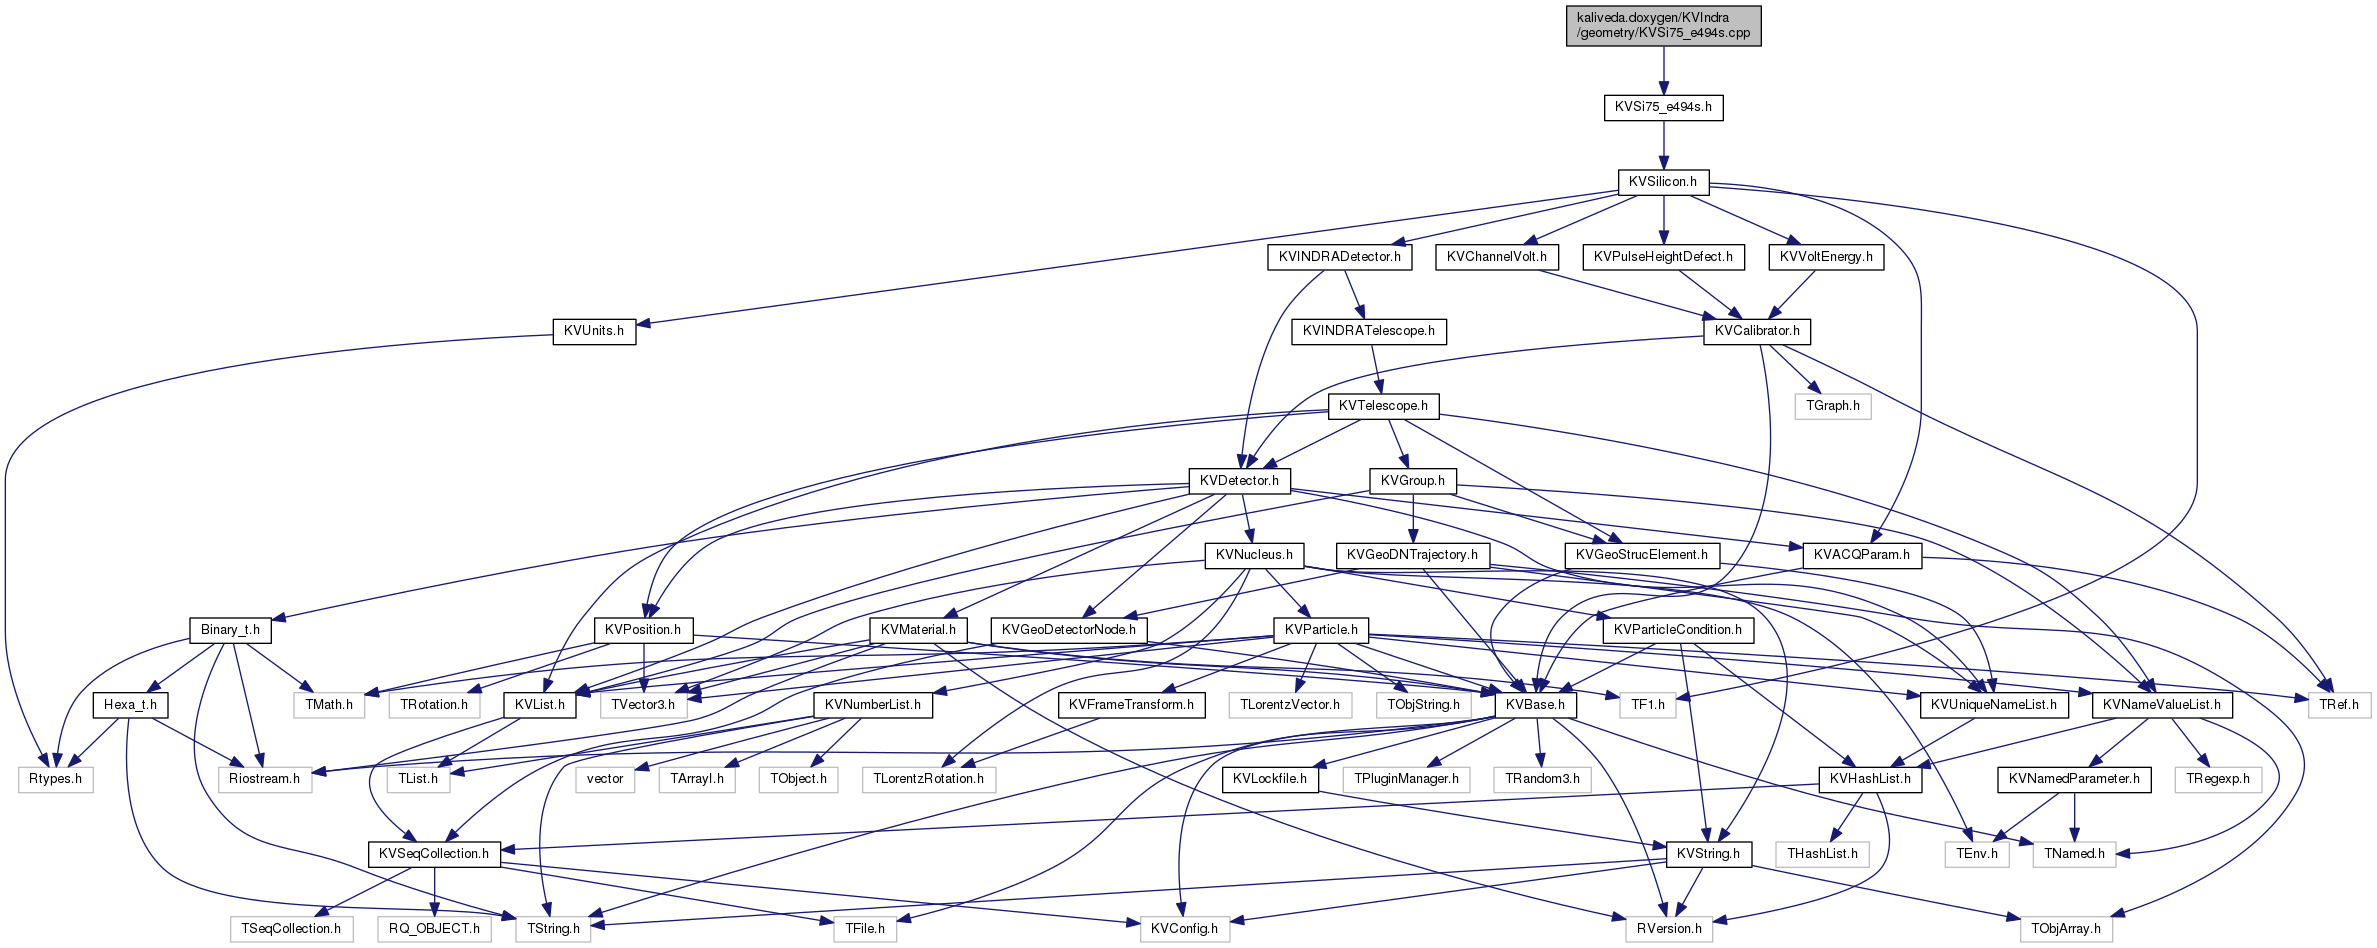 kaliveda.doxygen/KVIndra
/geometry/KVSi75_e494s.cpp
KVSi75_e494s.h
KVSilicon.h
KVINDRADetector.h
KVChannelVolt.h
KVPulseHeightDefect.h
KVVoltEnergy.h
KVUnits.h
KVINDRATelescope.h
KVCalibrator.h
KVTelescope.h
TGraph.h
KVDetector.h
KVGroup.h
KVNucleus.h
KVGeoDNTrajectory.h
KVGeoStrucElement.h
KVACQParam.h
Binary_t.h
KVPosition.h
KVMaterial.h
KVGeoDetectorNode.h
KVParticle.h
KVParticleCondition.h
Hexa_t.h
TMath.h
TRotation.h
KVList.h
TVector3.h
KVNumberList.h
KVFrameTransform.h
TLorentzVector.h
TObjString.h
KVBase.h
TF1.h
KVUniqueNameList.h
KVNameValueList.h
TRef.h
Rtypes.h
Riostream.h
TList.h
vector
TArrayI.h
TObject.h
TLorentzRotation.h
KVLockfile.h
TPluginManager.h
TRandom3.h
KVHashList.h
KVNamedParameter.h
TRegexp.h
KVSeqCollection.h
KVString.h
THashList.h
TEnv.h
TNamed.h
TSeqCollection.h
RQ_OBJECT.h
TString.h
TFile.h
KVConfig.h
RVersion.h
TObjArray.h